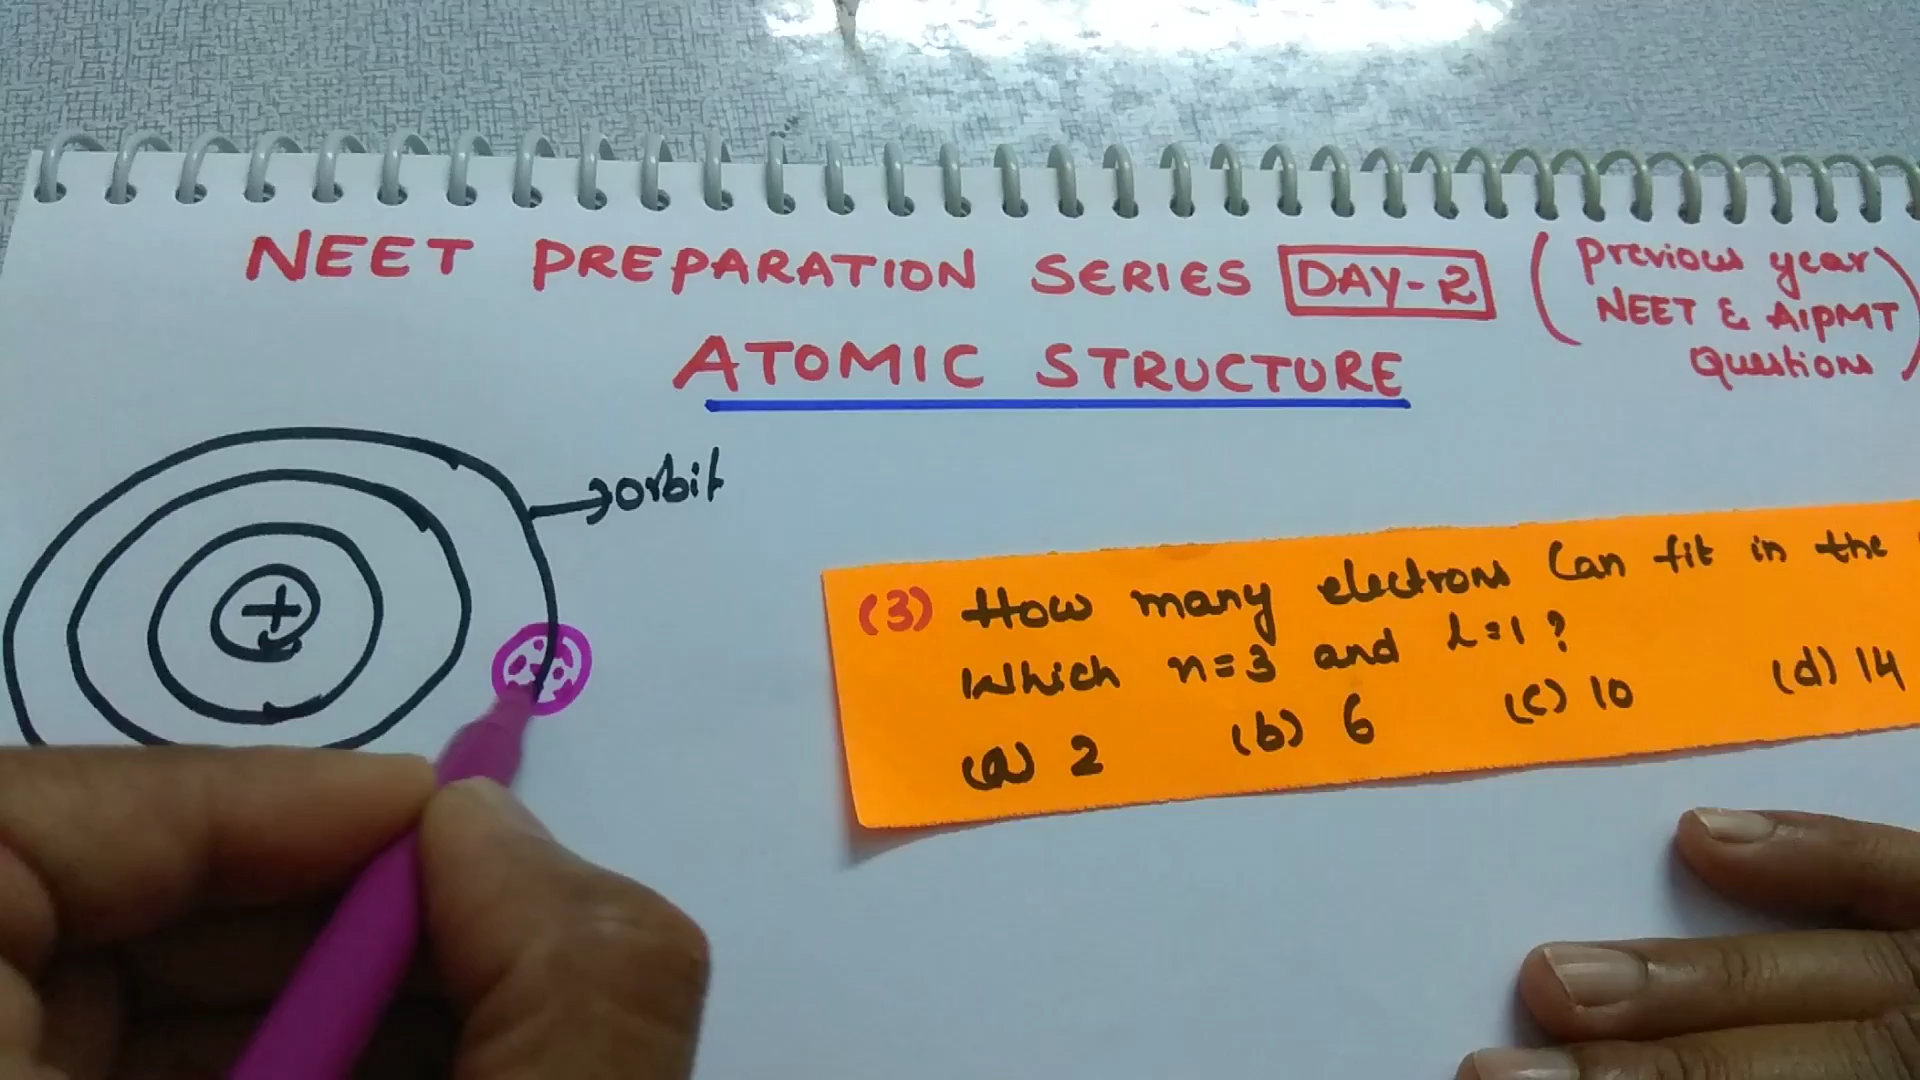 NEET PREPARATION SERIES DAY-2
(Previous year
NEET & AIPMT
Questions)
ATOMIC STRUCTURE
+
→orbit
(3) How many electrons Can fit in the
Which n=3 and l=1?
(a) 2 (b) 6 (c) 10 (d) 14